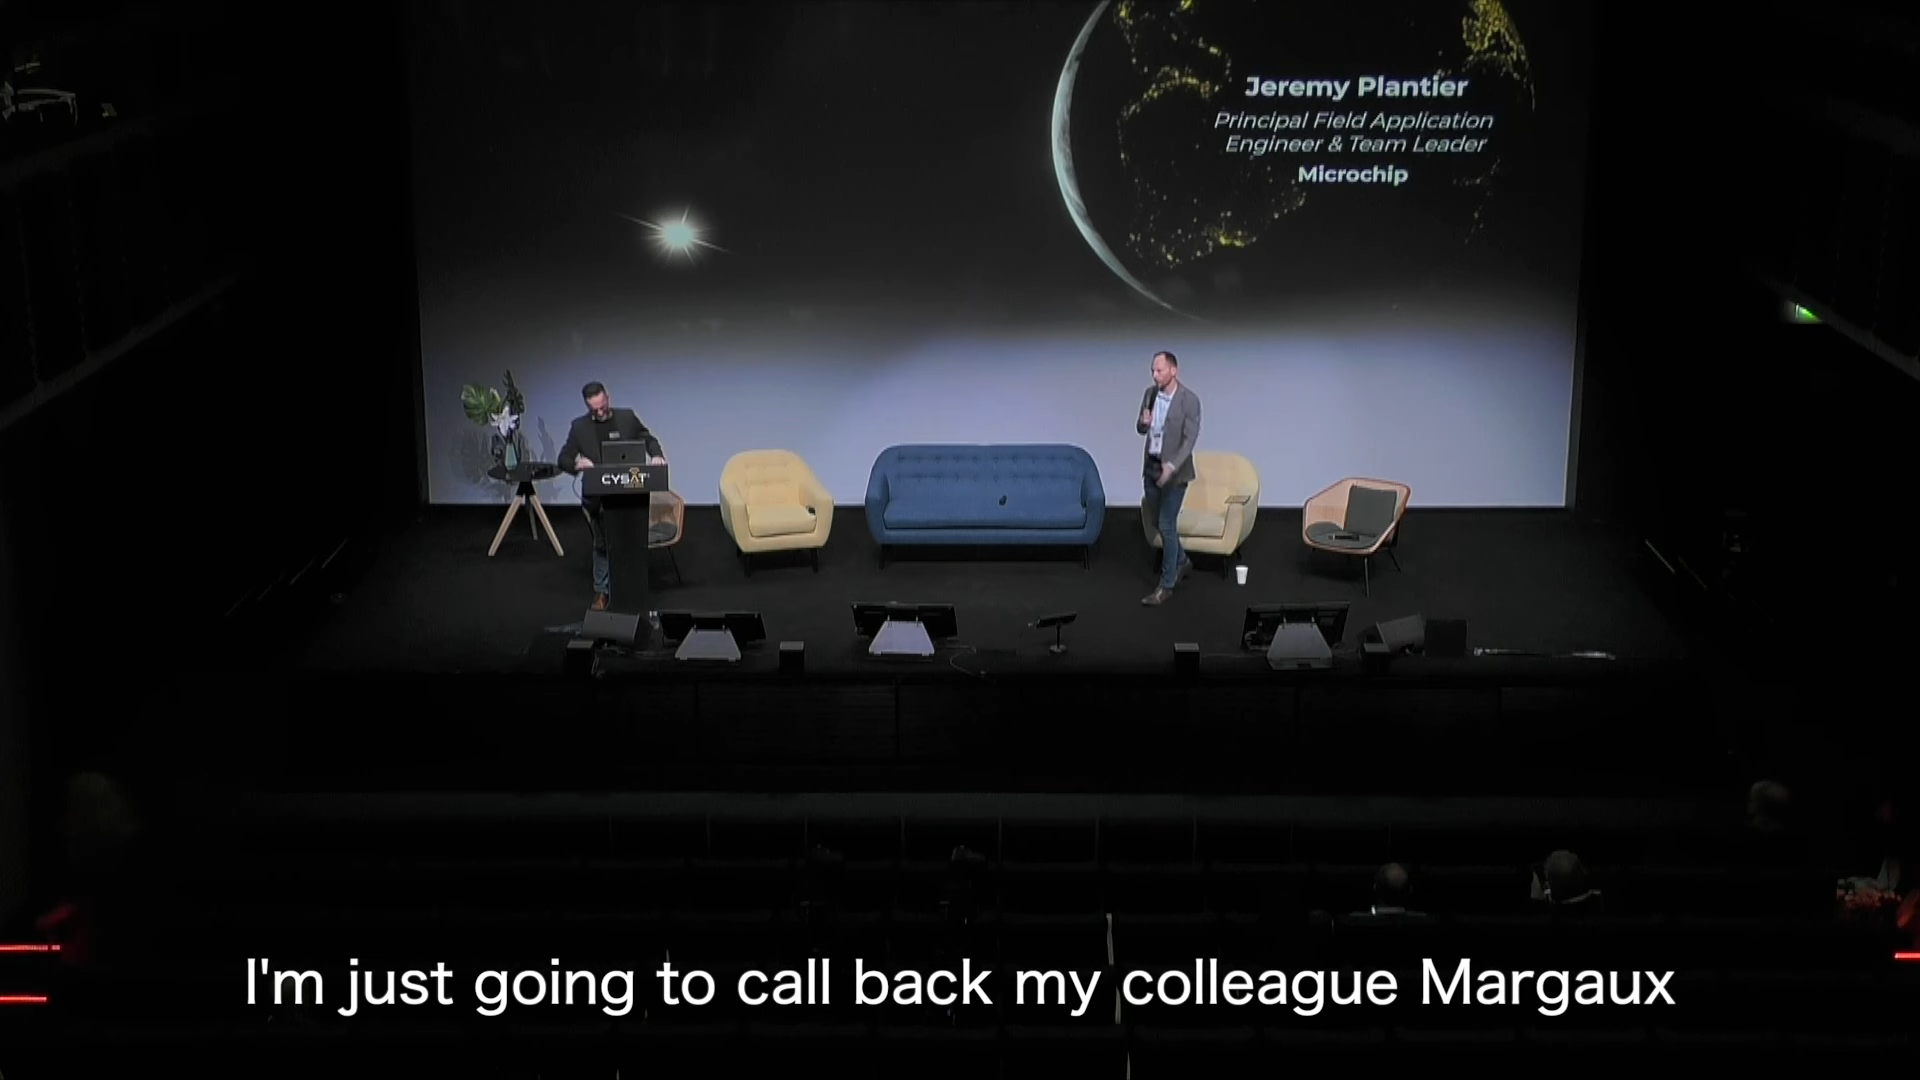 Jeremy Plantier
Principal Field Application
Engineer & Team Leader
Microchip
CYSAT
I'm just going to call back my colleague Margaux